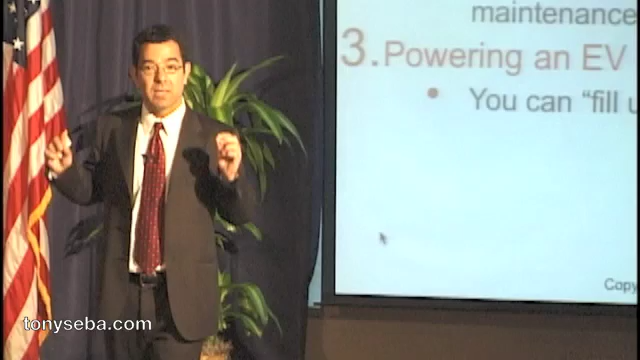 maintenance
3. Powering an EV
• You can “fill u
Copy
tonyseba.com